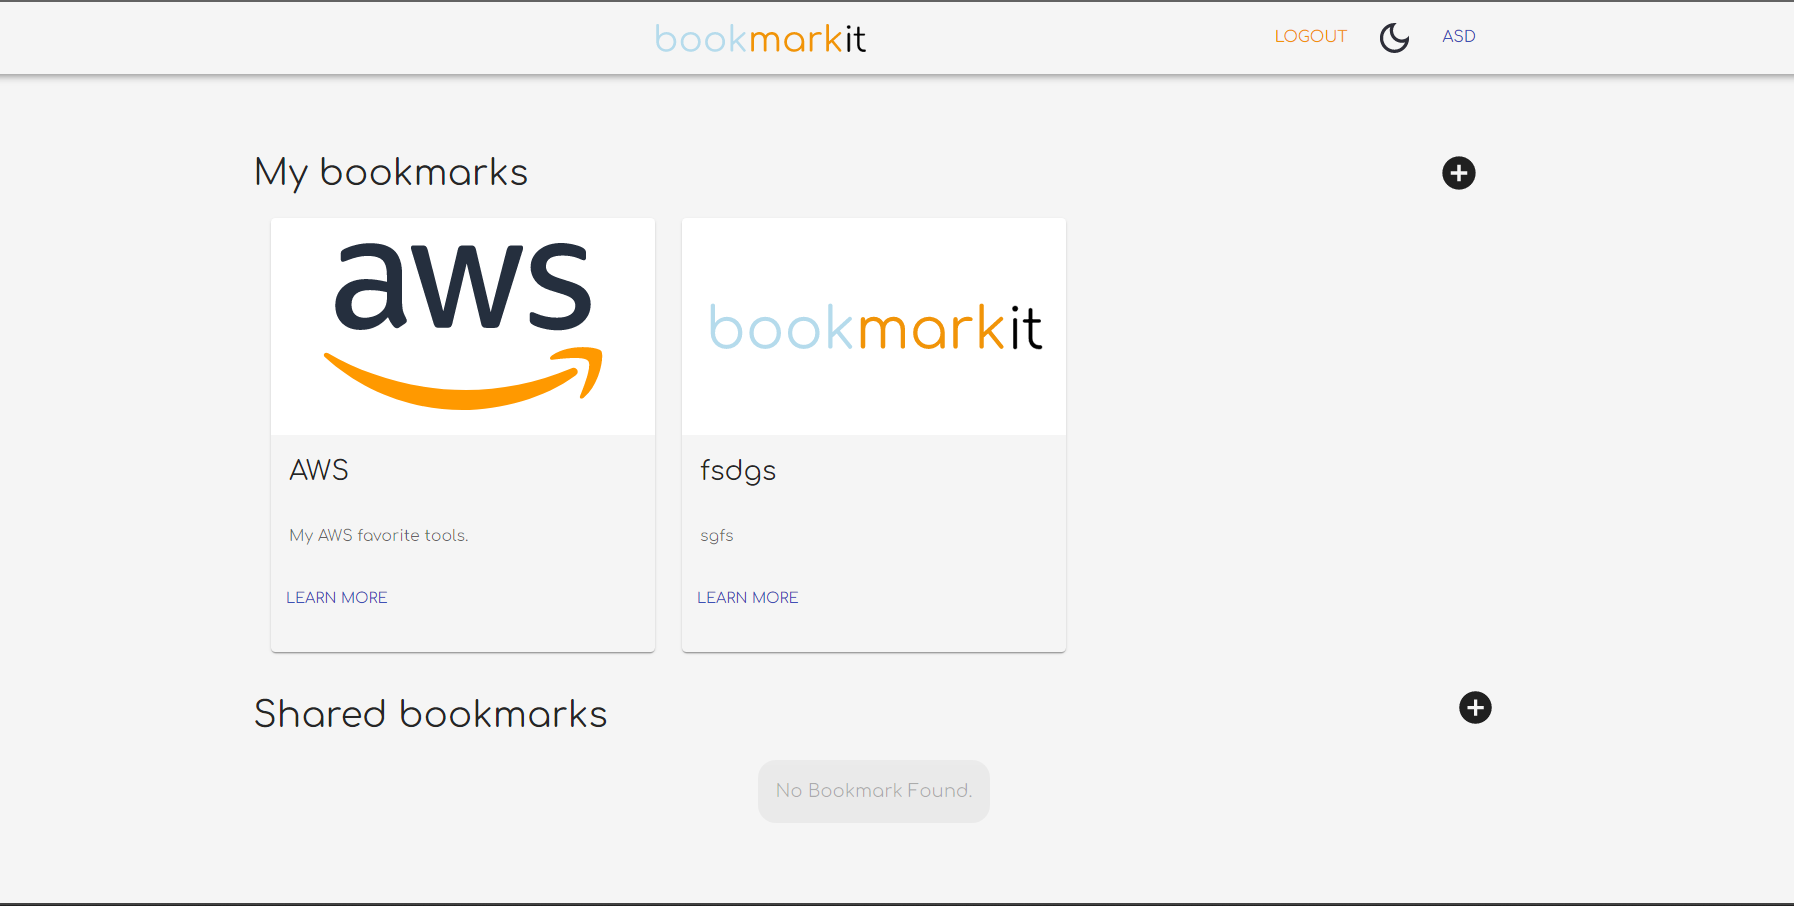 bookmarkit
LOGOUT
ASD
My bookmarks
aws
bookmarkit
AWS
fsdgs
My AWS favorite tools.
sgfs
LEARN MORE
LEARN MORE
Shared bookmarks
No Bookmark Found.